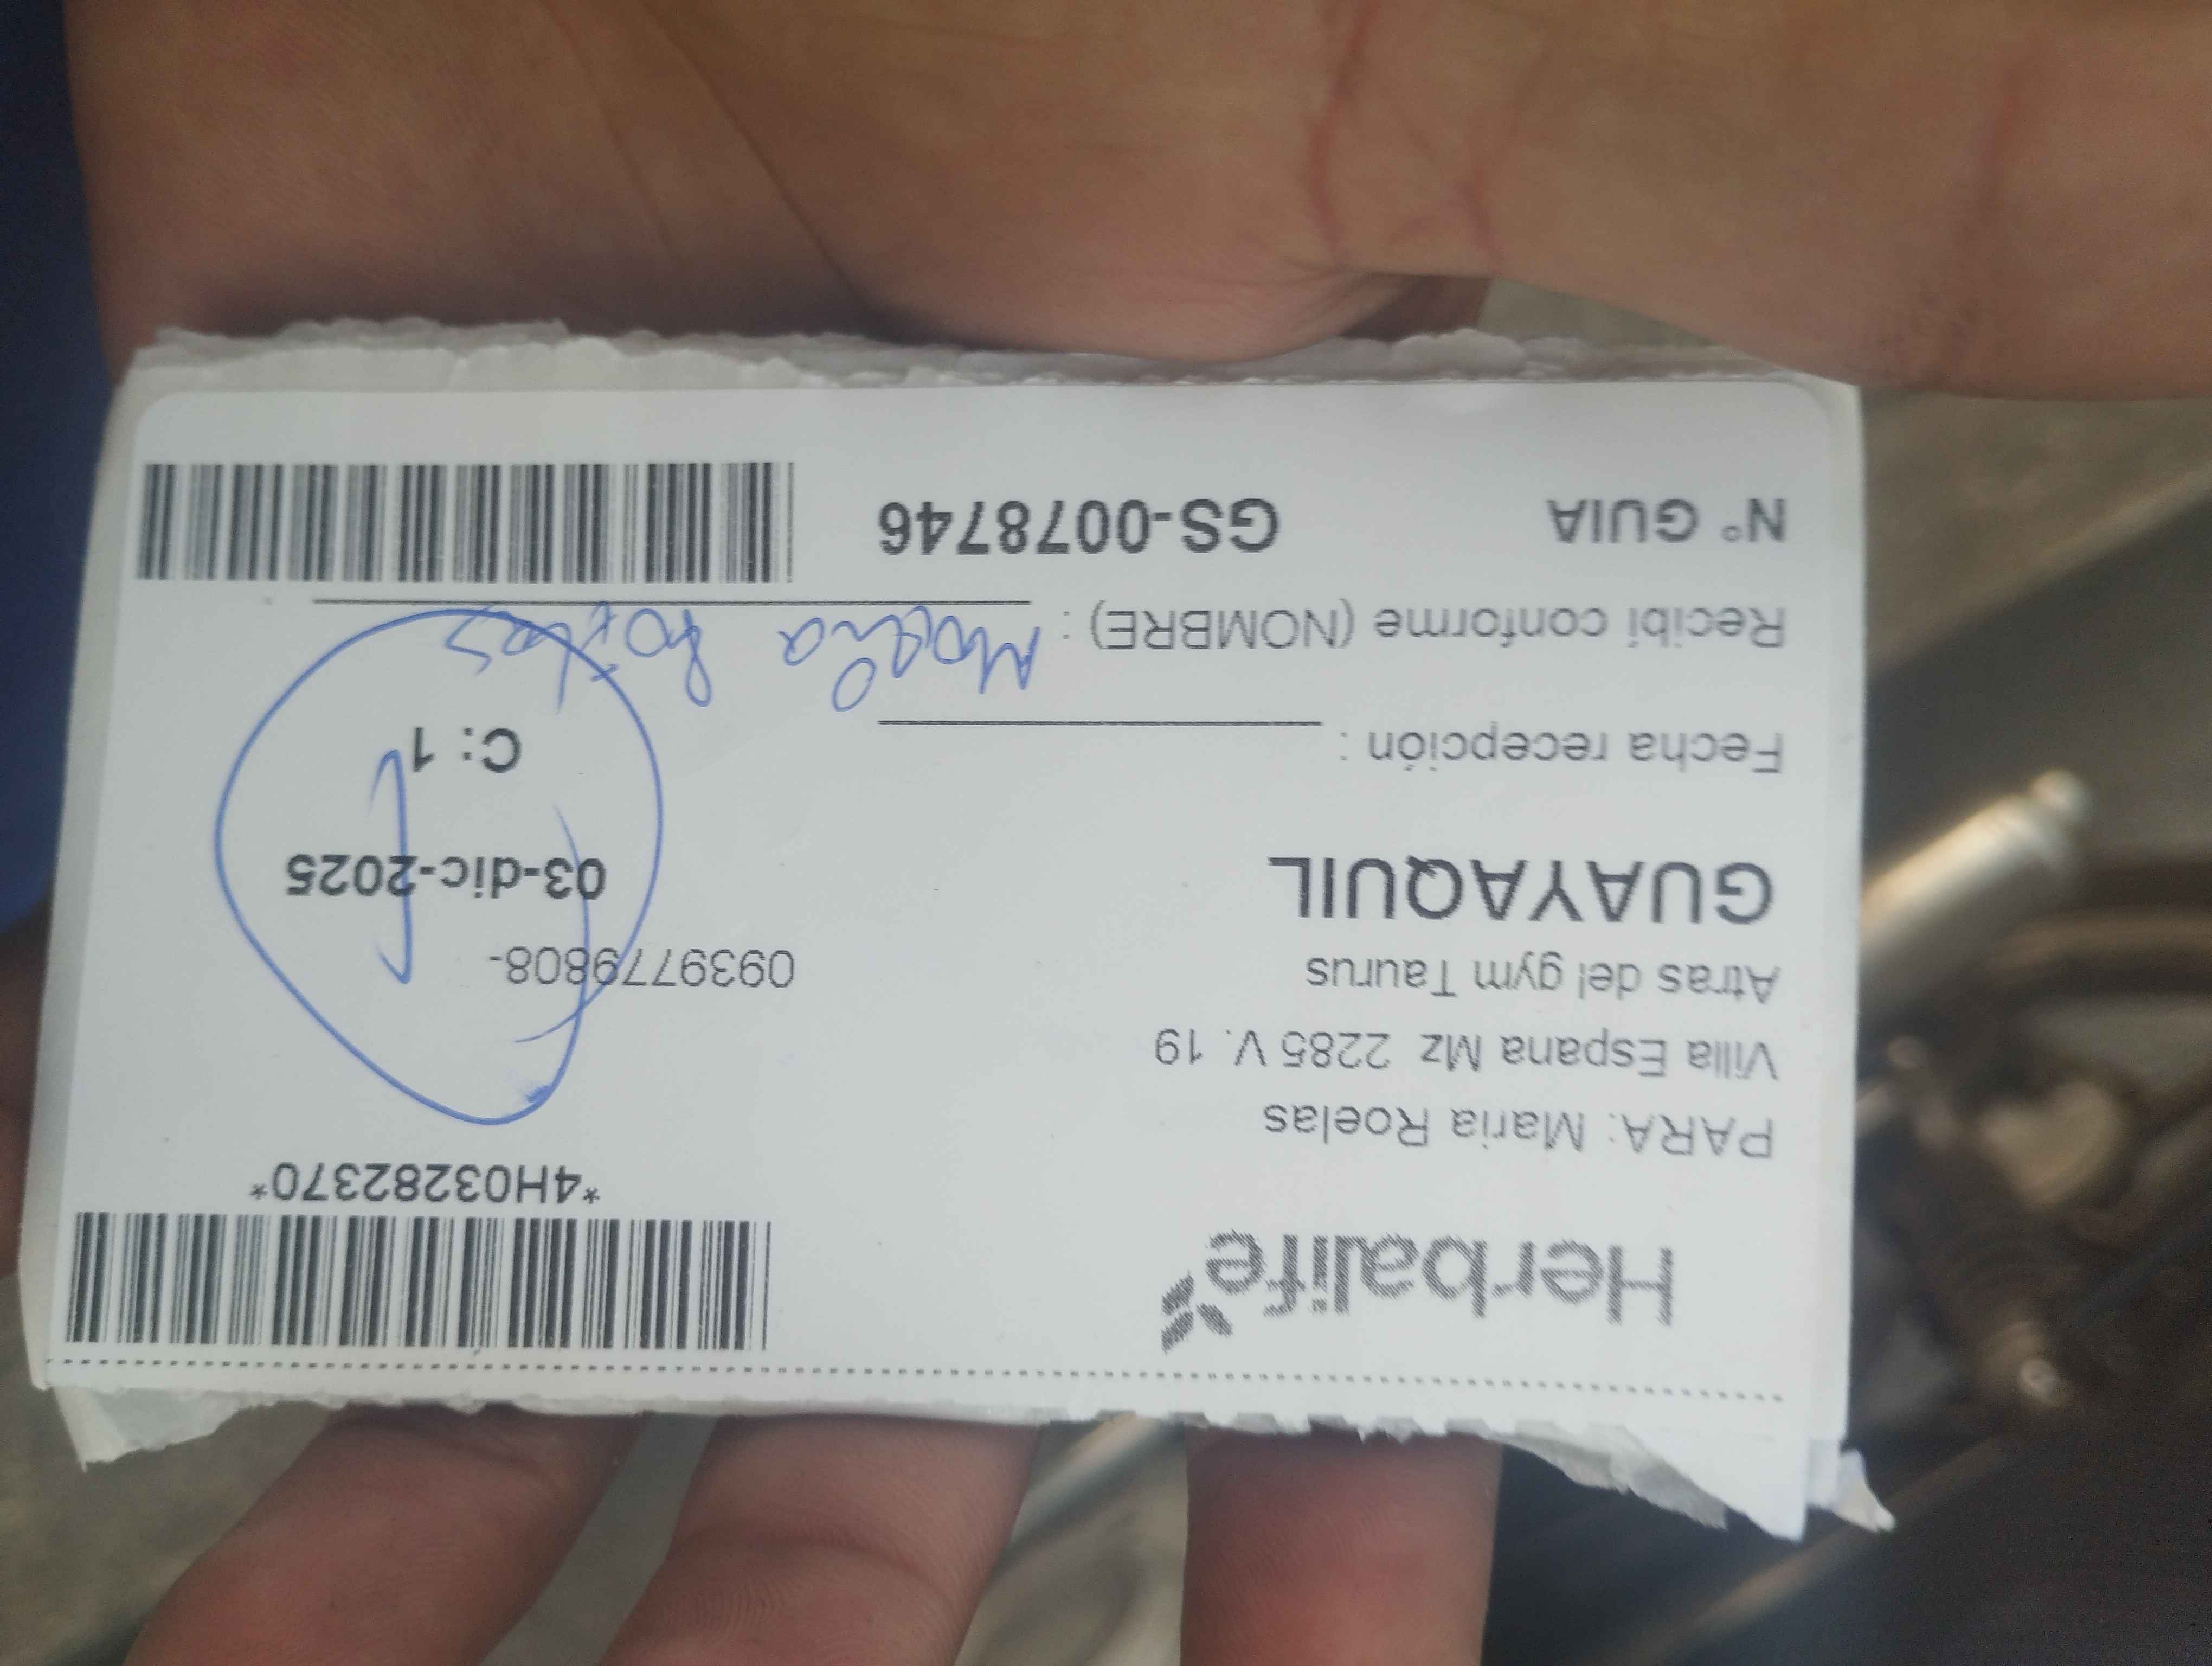 Herbalife
*4H03282370*
PARA: Maria Roelas
Villa Espana Mz 2285 V. 19
Atras del gym Taurus
0939779808-
GUAYAQUIL
03-dic-2025
Fecha recepción :
C: 1
Recibi conforme (NOMBRE) : Maria
N° GUIA GS-0078746